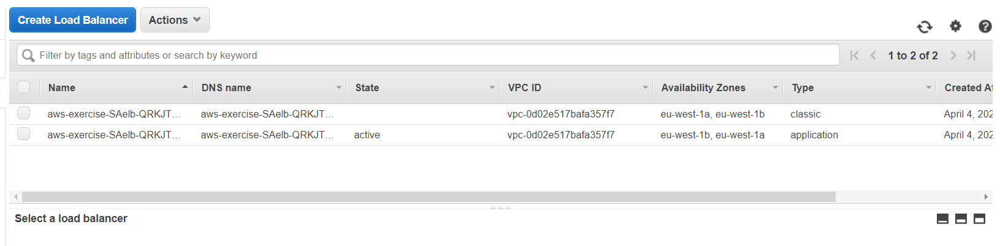 Create Load Balancer Actions
Filter by tags and attributes or search by keyword 1 to 2 of 2
Name DNS name State VPC ID Availability Zones Type Created At
aws-exercise-SAelb-QRKJT... aws-exercise-SAelb-QRKJT... vpc-0d02e517bafa357f7 eu-west-1a, eu-west-1b classic April 4, 202
aws-exercise-SAelb-QRKJT... aws-exercise-SAelb-QRKJT... active vpc-0d02e517bafa357f7 eu-west-1b, eu-west-1a application April 4, 202
Select a load balancer